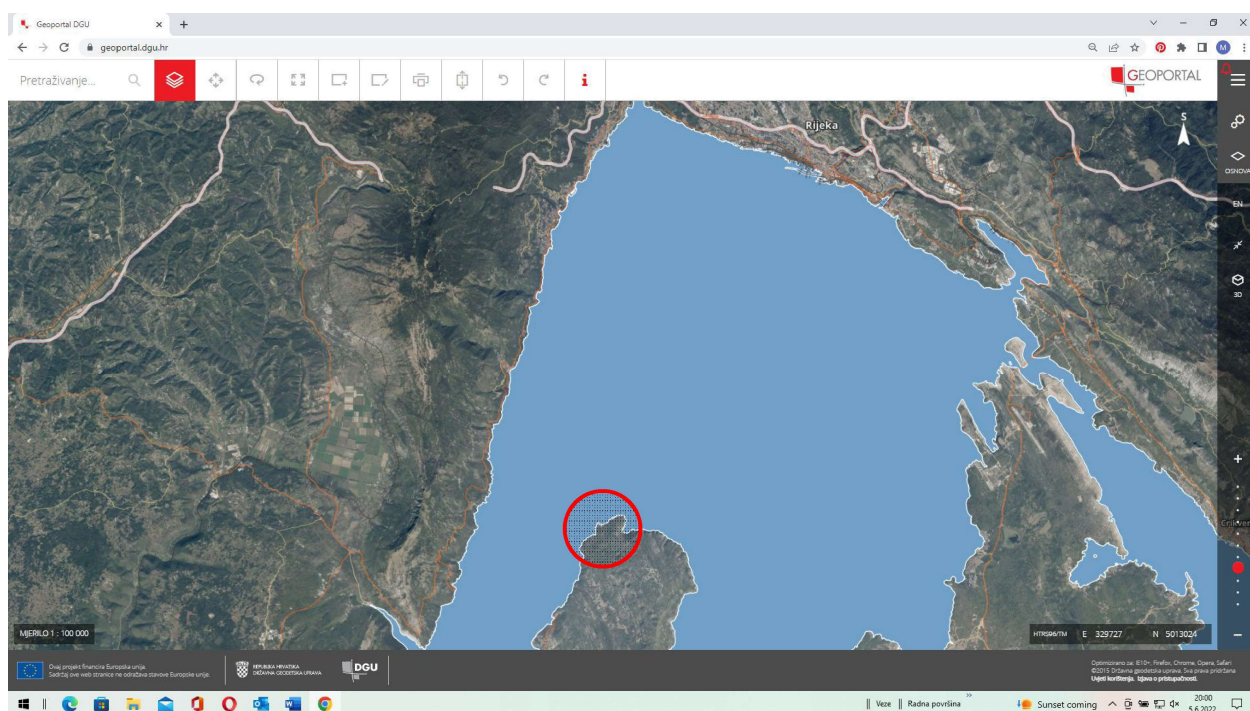 Geoportal DGU
geoportal.dgu.hr
M
Pretraživanje...
i
GEOPORTAL
S
Rijeka
OSNOVA
EN
3D
MJERILO 1 : 100 000
HTRS96/TM E 329727 N 5013024
Ovaj projekt financira Europska unija.
Sadržaj ove web stranice ne odražava stavove Europske unije.
REPUBLIKA HRVATSKA
DRŽAVNA GEODETSKA UPRAVA
DGU
Optimizirano za: IE10+, Firefox, Chrome, Opera, Safari
©2015 Državna geodetska uprava. Sva prava pridržana
Uvjeti korištenja. Izjava o pristupačnosti.
Veze
Radna površina
Sunset coming
20:00
5.6.2022.